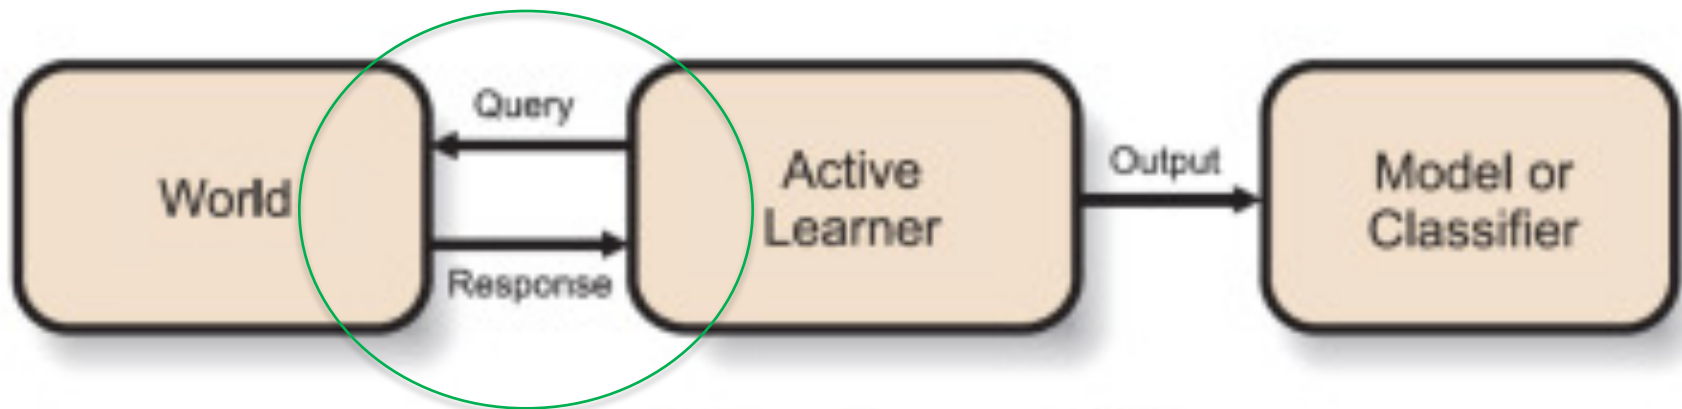 World
Query
Response
Active
Learner
Output
Model or
Classifier